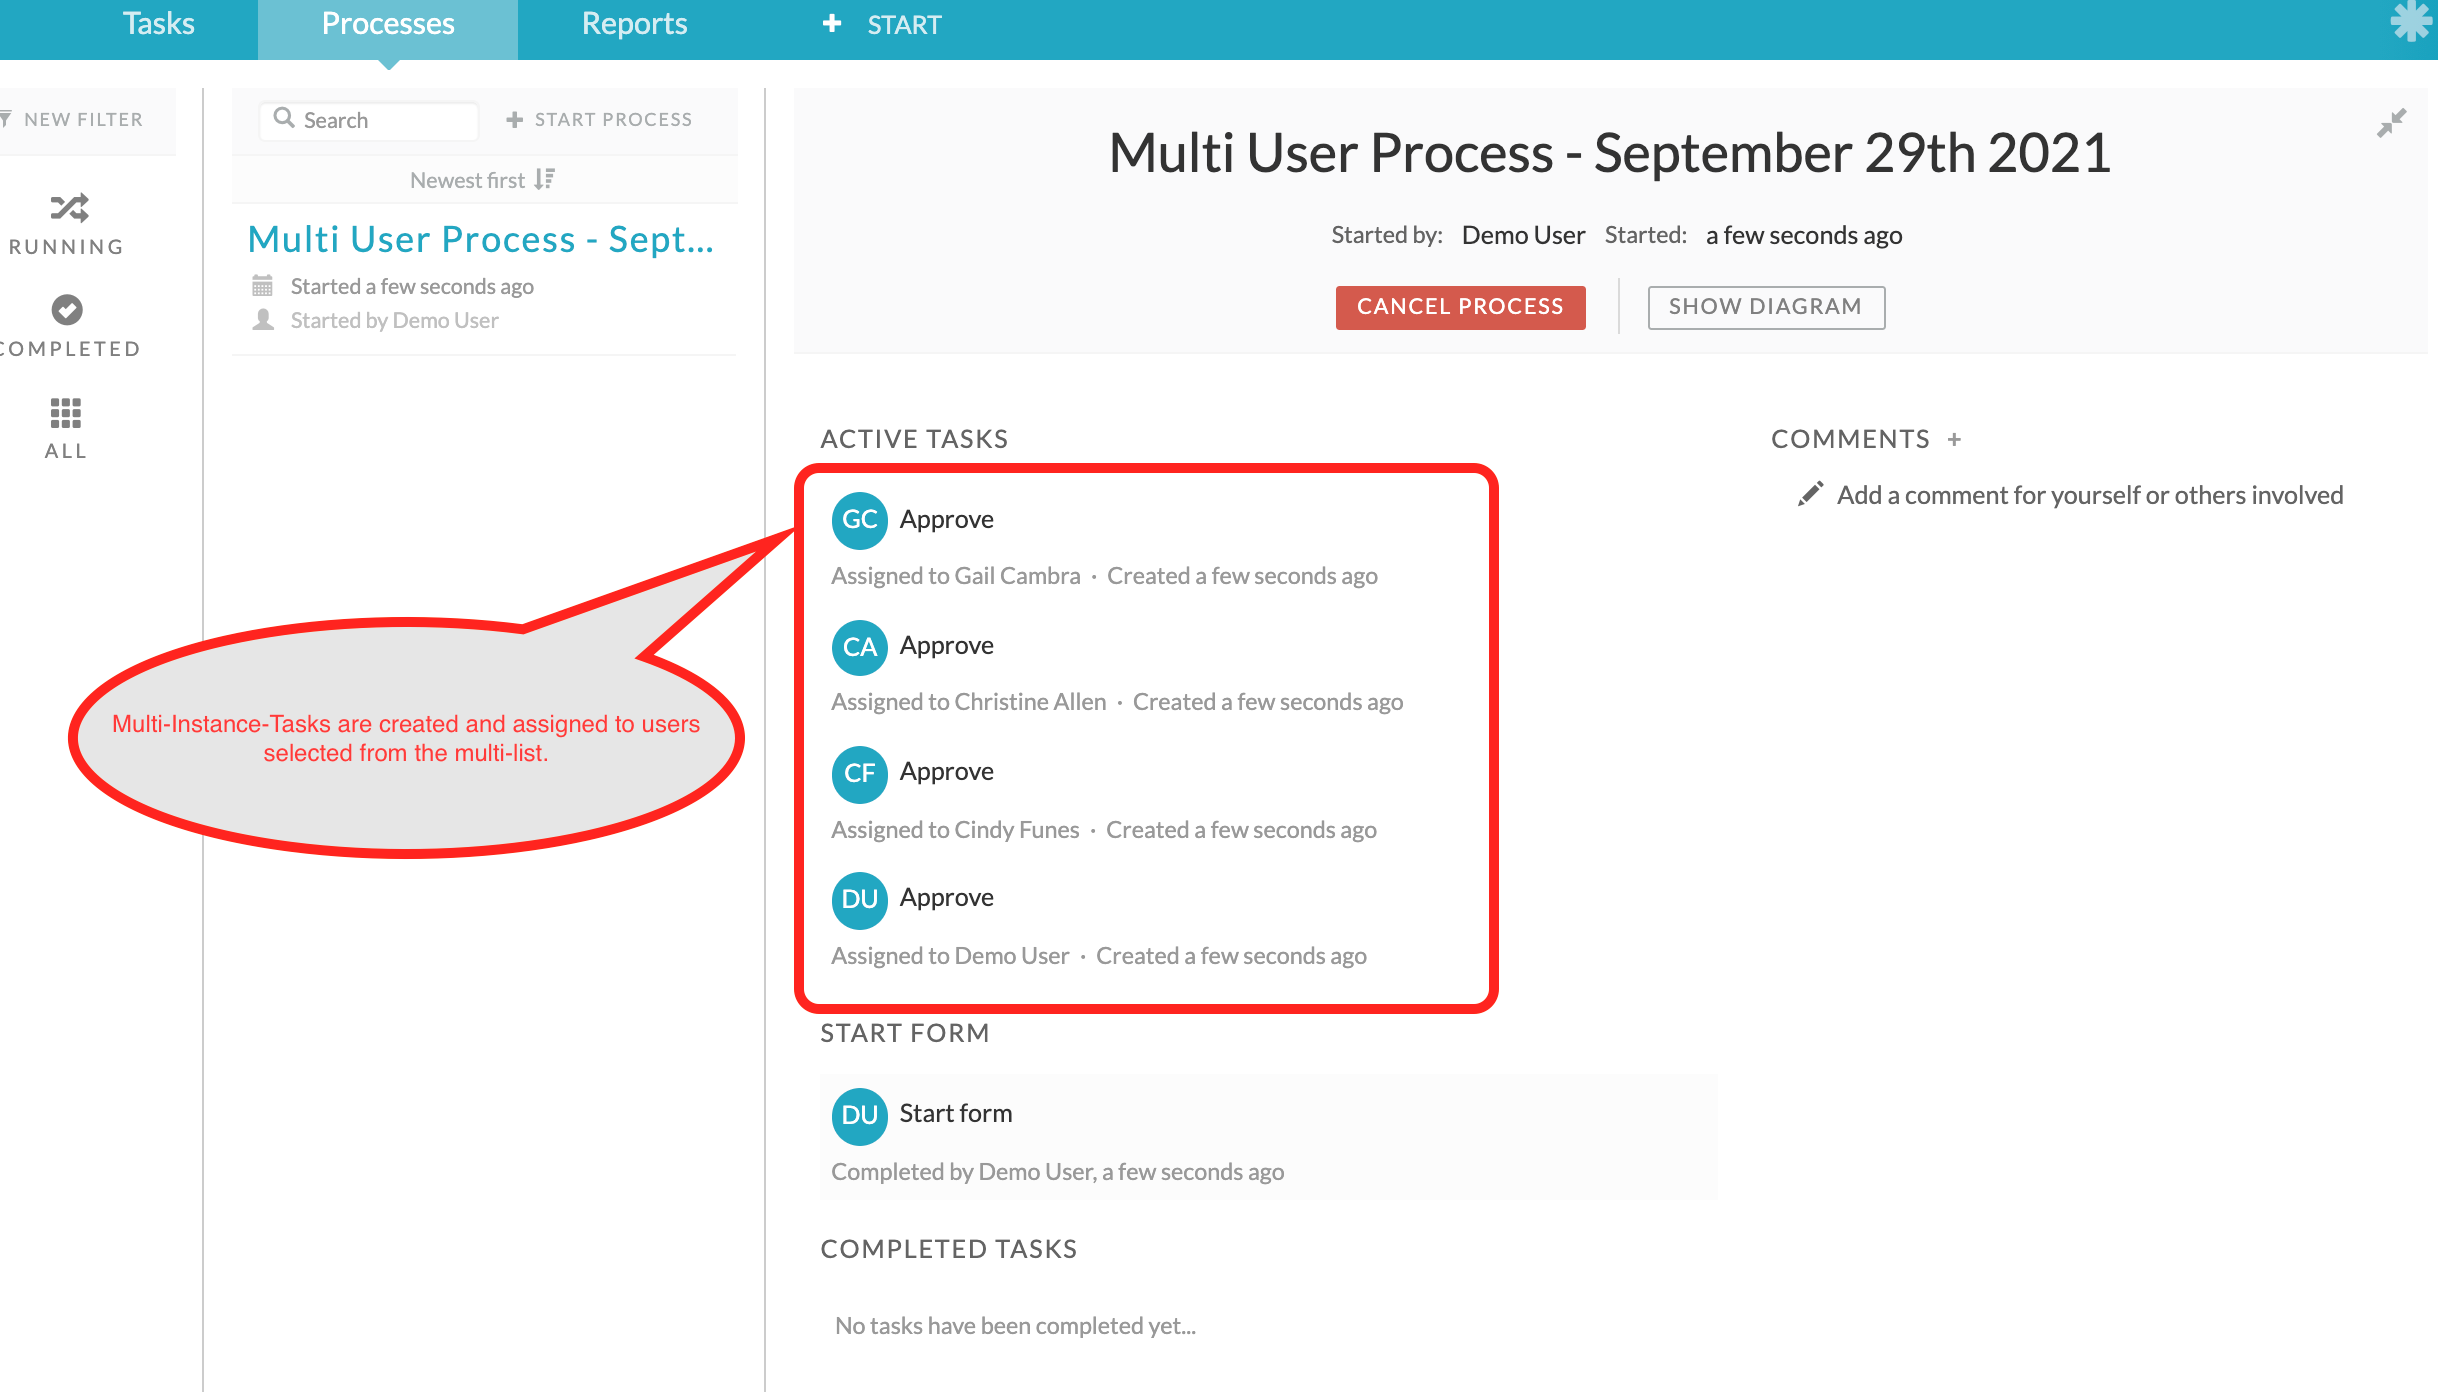 Tasks
Processes
Reports
+ START
NEW FILTER
RUNNING
COMPLETED
ALL
Search
+ START PROCESS
Newest first
Multi User Process - Sept...
Started a few seconds ago
Started by Demo User
Multi User Process - September 29th 2021
Started by: Demo User Started: a few seconds ago
CANCEL PROCESS
SHOW DIAGRAM
ACTIVE TASKS
GC Approve
Assigned to Gail Cambra · Created a few seconds ago
CA Approve
Assigned to Christine Allen · Created a few seconds ago
CF Approve
Assigned to Cindy Funes · Created a few seconds ago
DU Approve
Assigned to Demo User · Created a few seconds ago
Multi-Instance-Tasks are created and assigned to users
selected from the multi-list.
START FORM
DU Start form
Completed by Demo User, a few seconds ago
COMPLETED TASKS
No tasks have been completed yet...
COMMENTS +
Add a comment for yourself or others involved